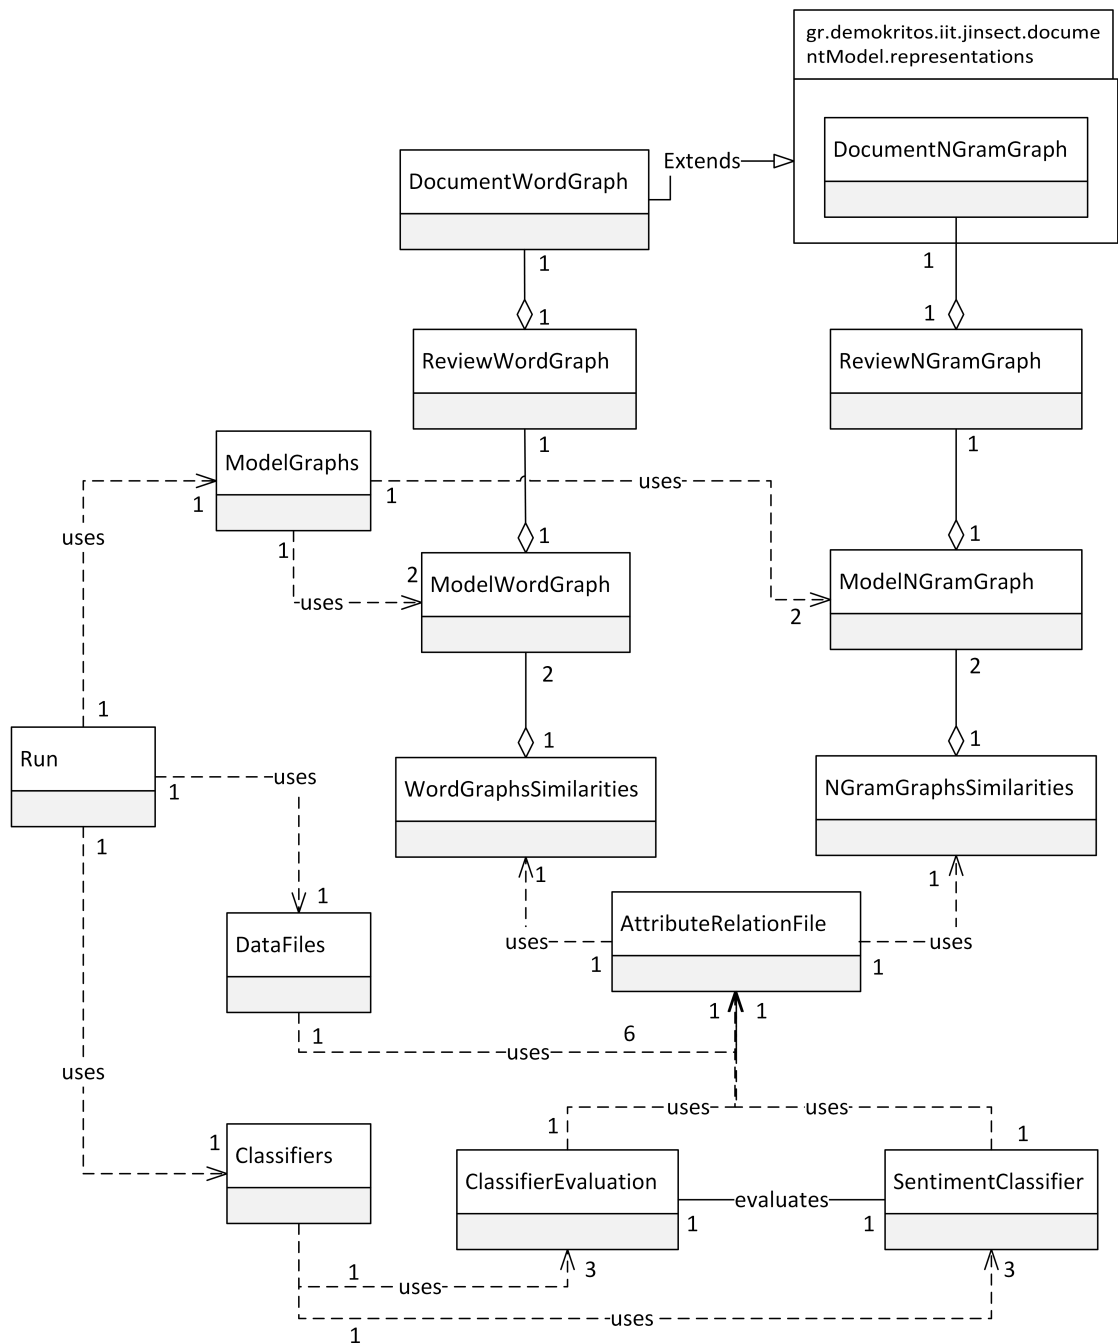 gr.demokritos.iit.jinsect.docume
ntModel.representations
DocumentNGramGraph
Extends
DocumentWordGraph
1
1
1
1
ReviewWordGraph
ReviewNGramGraph
1
1
ModelGraphs
uses
1
1
uses
1
1
1
2
ModelWordGraph
ModelNGramGraph
uses
2
2
2
1
1
1
Run
uses
1
WordGraphsSimilarities
NGramGraphsSimilarities
1
1
1
1
AttributeRelationFile
DataFiles
uses
uses
1
1
1
1
1
6
uses
uses
uses
uses
1
1
1
Classifiers
ClassifierEvaluation
SentimentClassifier
evaluates
1
1
1
3
3
uses
uses
1